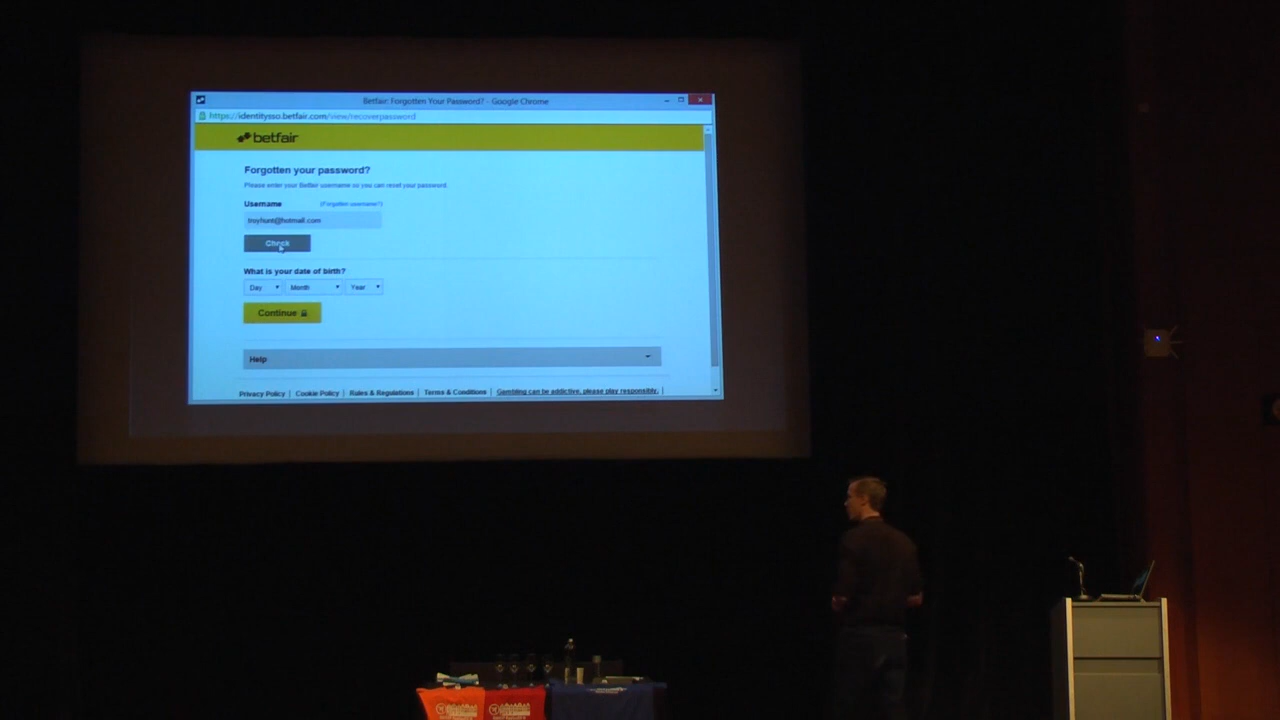 Betfair: Forgotten Your Password? - Google Chrome
https://identitysso.betfair.com/view/recoverpassword
betfair
Forgotten your password?
Please enter your Betfair username so you can reset your password.
Username (Forgotten username?)
troyhunt@hotmail.com
Check
What is your date of birth?
Day Month Year
Continue
Help
Privacy Policy | Cookie Policy | Rules & Regulations | Terms & Conditions | Gambling can be addictive, please play responsibly. |